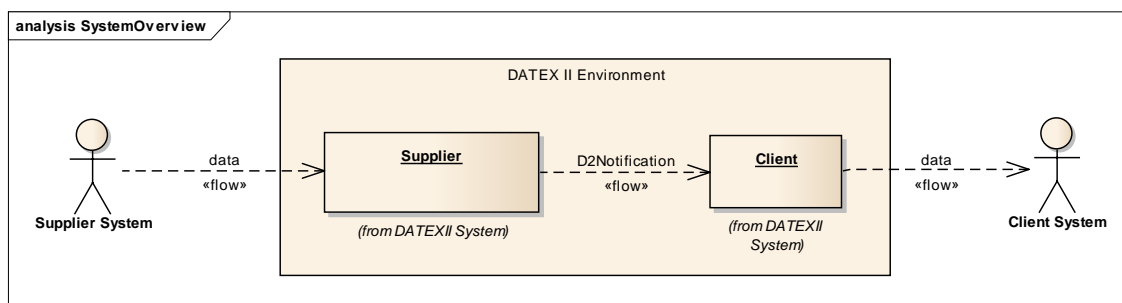 analysis SystemOverview
DATEX II Environment
Supplier System
data
«flow»
Supplier
(from DATEXII System)
D2Notification
«flow»
Client
(from DATEXII
System)
data
«flow»
Client System